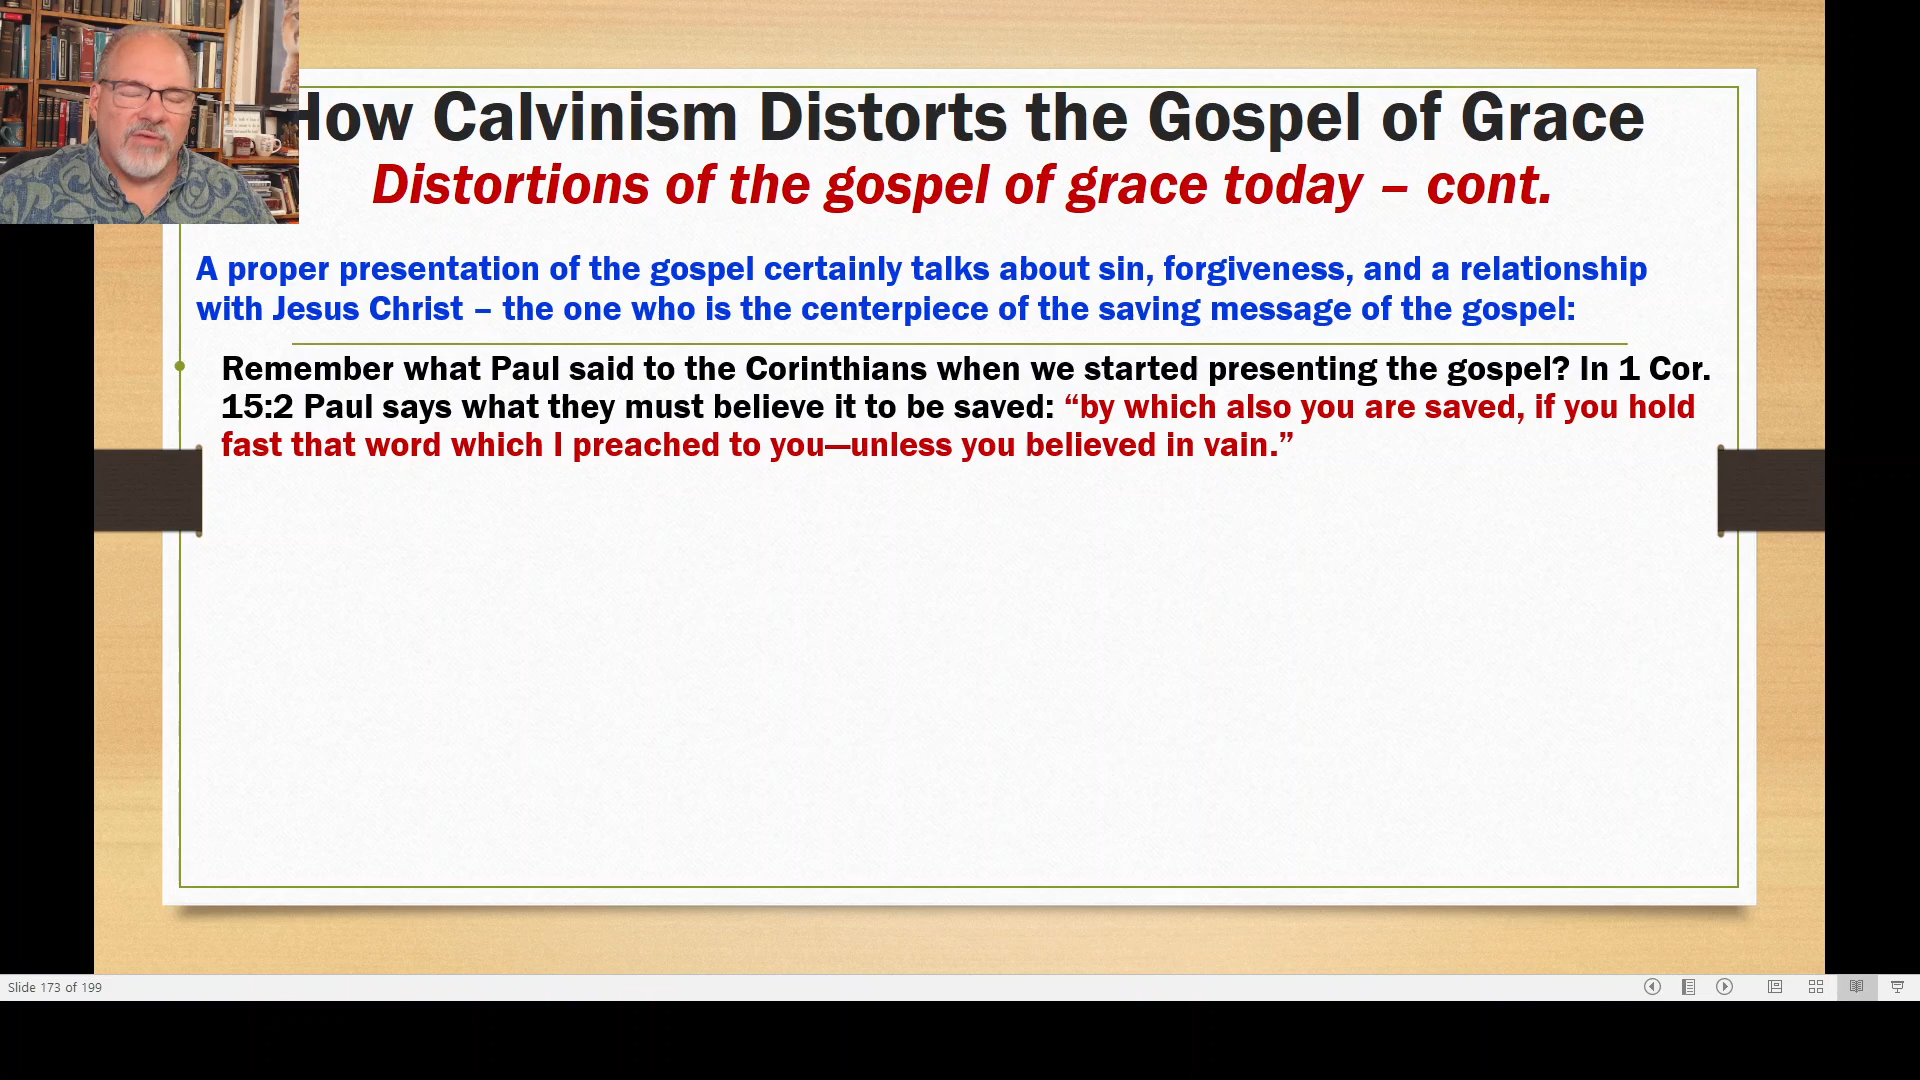 How Calvinism Distorts the Gospel of Grace
Distortions of the gospel of grace today – cont.
A proper presentation of the gospel certainly talks about sin, forgiveness, and a relationship
with Jesus Christ – the one who is the centerpiece of the saving message of the gospel:
• Remember what Paul said to the Corinthians when we started presenting the gospel? In 1 Cor.
15:2 Paul says what they must believe it to be saved: “by which also you are saved, if you hold
fast that word which I preached to you—unless you believed in vain.”
Slide 173 of 199